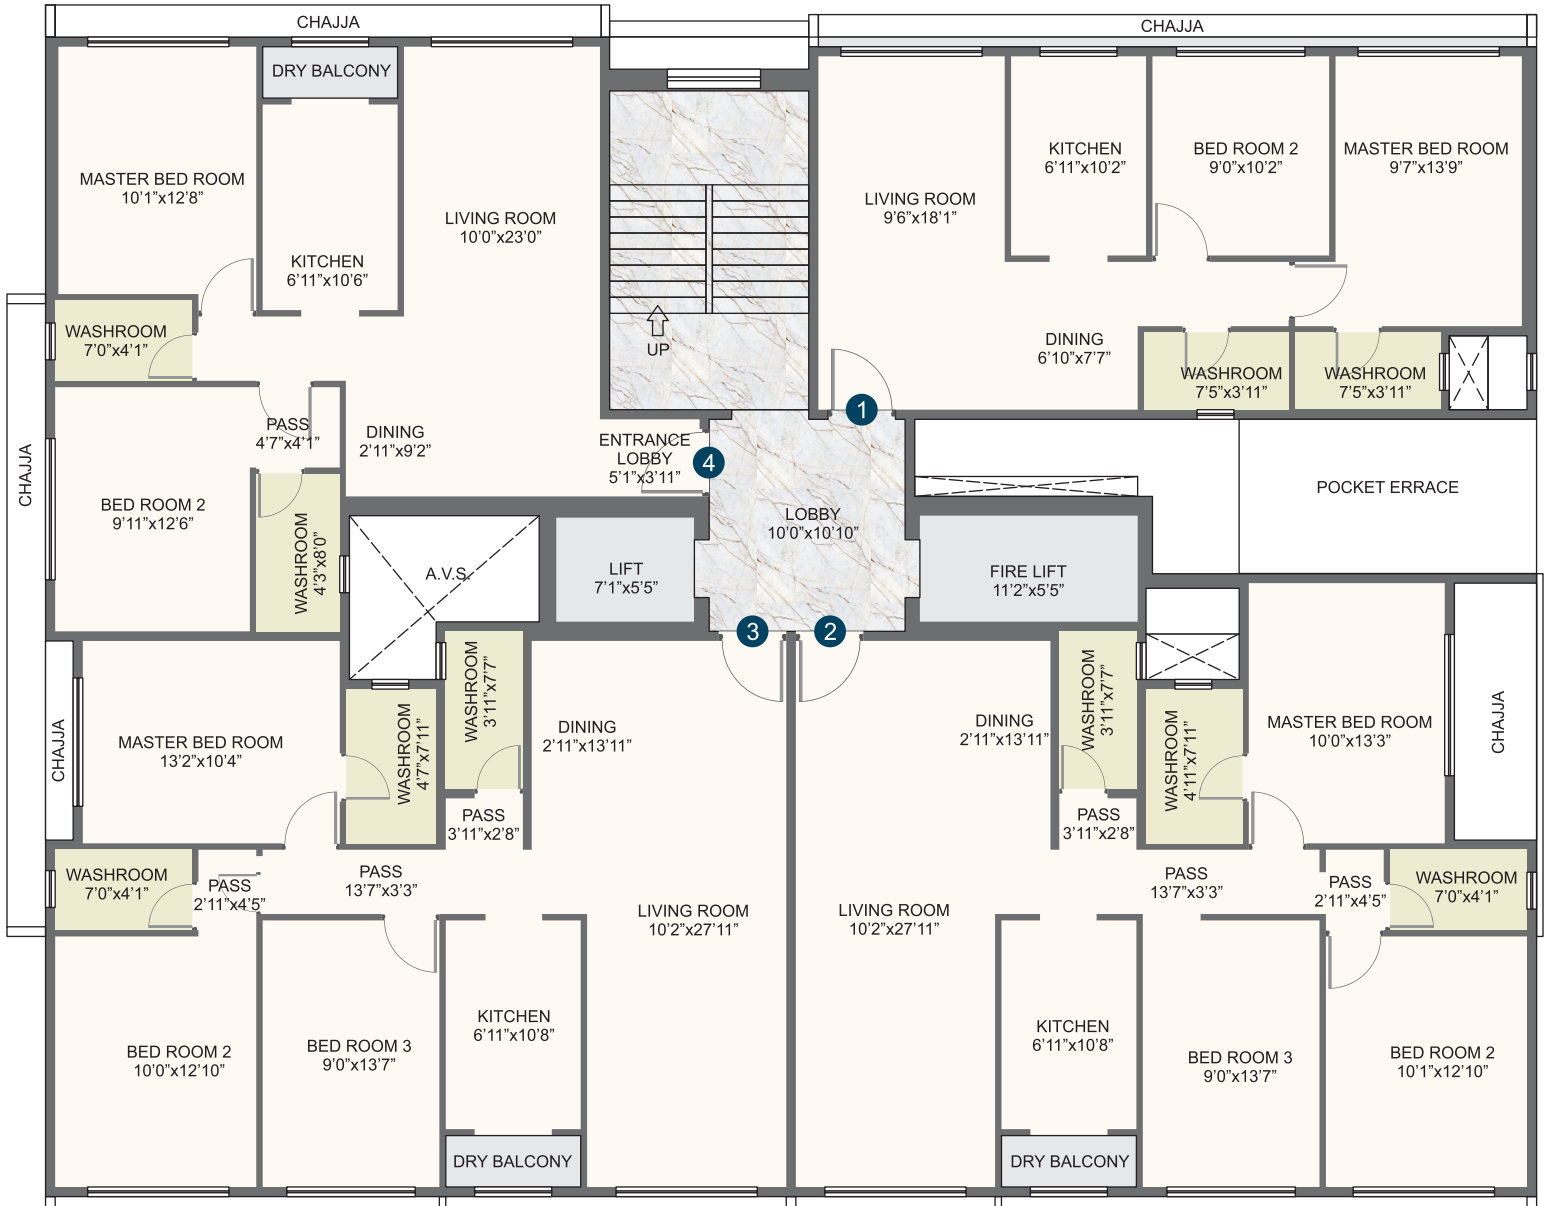 CHAJJA
CHAJJA
DRY BALCONY
MASTER BED ROOM
10'1"x12'8"
KITCHEN
6'11"x10'6"
LIVING ROOM
10'0"x23'0"
UP
LIVING ROOM
9'6"x18'1"
KITCHEN
6'11"x10'2"
BED ROOM 2
9'0"x10'2"
MASTER BED ROOM
9'7"x13'9"
WASHROOM
7'0"x4'1"
DINING
6'10"x7'7"
WASHROOM
7'5"x3'11"
WASHROOM
7'5"x3'11"
1
CHAJJA
PASS
4'7"x4'1"
DINING
2'11"x9'2"
ENTRANCE
LOBBY
5'1"x3'11"
4
BED ROOM 2
9'11"x12'6"
WASHROOM
4'3"x8'0"
LOBBY
10'0"x10'10"
POCKET ERRACE
A.V.S.
LIFT
7'1"x5'5"
FIRE LIFT
11'2"x5'5"
3
2
CHAJJA
MASTER BED ROOM
13'2"x10'4"
WASHROOM
4'7"x7'11"
WASHROOM
3'11"x7'7"
DINING
2'11"x13'11"
DINING
2'11"x13'11"
WASHROOM
3'11"x7'7"
WASHROOM
4'11"x7'11"
MASTER BED ROOM
10'0"x13'3"
CHAJJA
PASS
3'11"x2'8"
PASS
3'11"x2'8"
WASHROOM
7'0"x4'1"
PASS
2'11"x4'5"
PASS
13'7"x3'3"
PASS
13'7"x3'3"
PASS
2'11"x4'5"
WASHROOM
7'0"x4'1"
LIVING ROOM
10'2"x27'11"
LIVING ROOM
10'2"x27'11"
BED ROOM 2
10'0"x12'10"
BED ROOM 3
9'0"x13'7"
KITCHEN
6'11"x10'8"
KITCHEN
6'11"x10'8"
BED ROOM 3
9'0"x13'7"
BED ROOM 2
10'1"x12'10"
DRY BALCONY
DRY BALCONY